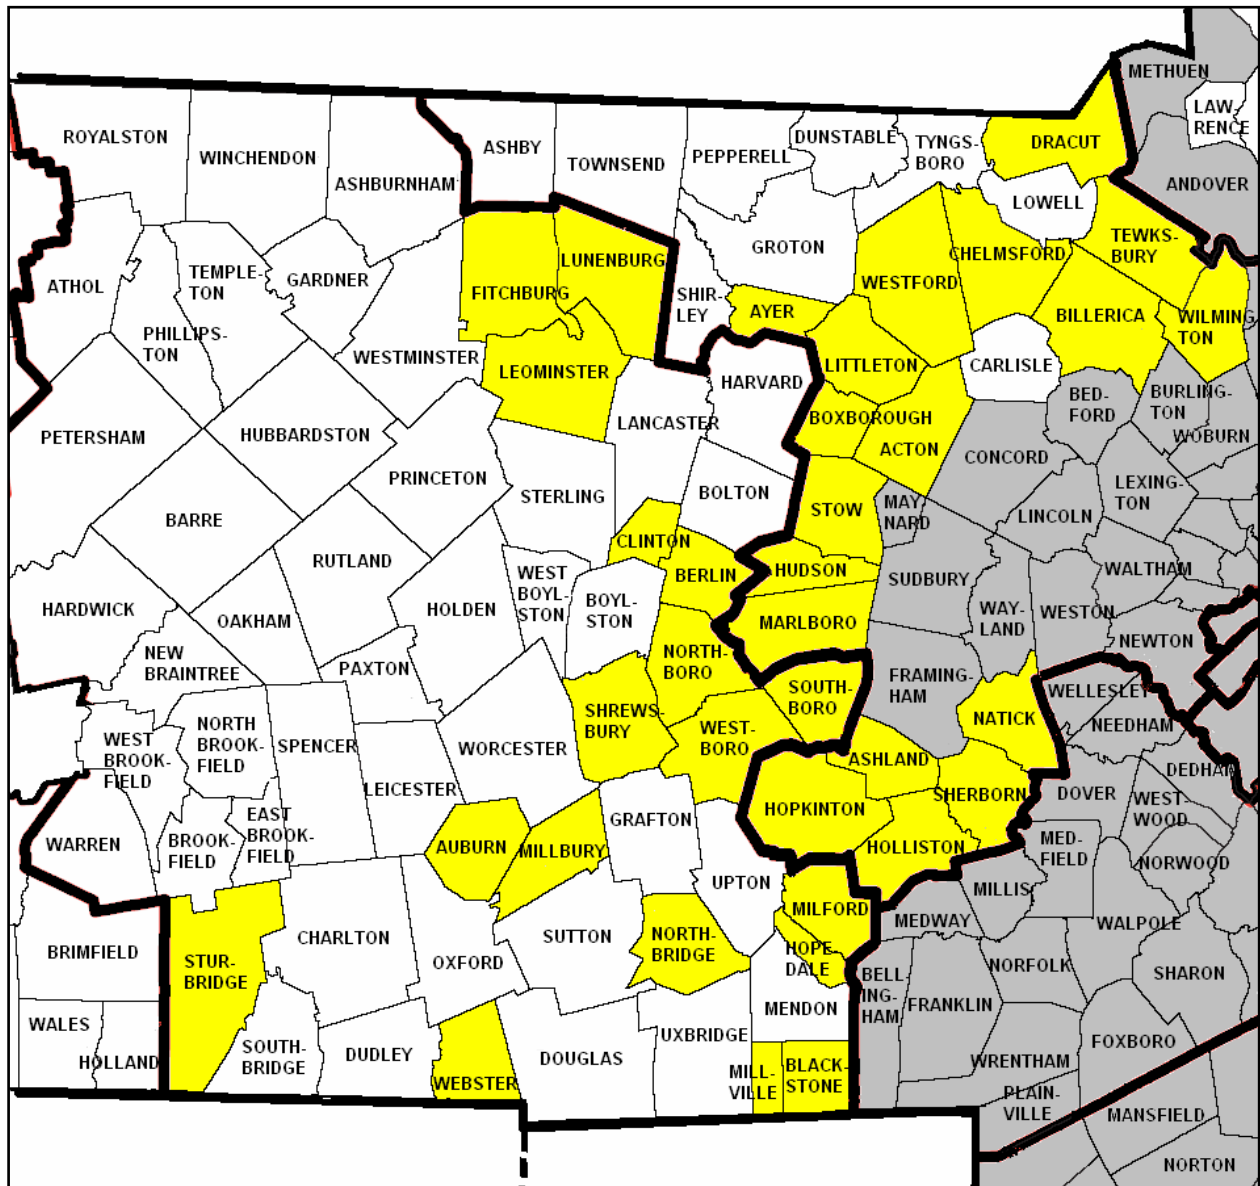 METHUEN
LAW
RENCE
ROYALSTON
WINCHENDON
ASHBURNHAM
ASHBY
TOWNSEND
PEPPERELL
DUNSTABLE
TYNGS-
BORO
DRACUT
ANDOVER
LOWELL
ATHOL
TEMPLE-
TON
GARDNER
PHILLIPS-
TON
WESTMINSTER
FITCHBURG
LUNENBURG
SHIR-
LEY
GROTON
AYER
WESTFORD
CHELMSFORD
TEWKS-
BURY
BILLERICA
WILMING
TON
LEOMINSTER
HARVARD
LITTLETON
CARLISLE
BED-
FORD
BURLING-
TON
WOBURN
PETERSHAM
HUBBARDSTON
PRINCETON
LANCASTER
BOXBOROUGH
ACTON
CONCORD
LEXING-
TON
BARRE
STERLING
BOLTON
STOW
MAY
NARD
LINCOLN
RUTLAND
CLINTON
BERLIN
HUDSON
SUDBURY
WALTHAM
HARDWICK
OAKHAM
HOLDEN
WEST
BOYL-
STON
BOYL-
STON
MARLBORO
WAY-
LAND
WESTON
NEWTON
NEW
BRAINTREE
PAXTON
NORTH-
BORO
SOUTH-
BORO
FRAMING-
HAM
NATICK
WELLESLEY
NEEDHAM
WEST
BROOK-
FIELD
NORTH
BROOK-
FIELD
SPENCER
WORCESTER
SHREWS-
BURY
WEST-
BORO
ASHLAND
SHERBORN
DEDHAM
DOVER
WEST-
WOOD
LEICESTER
HOPKINTON
WARREN
BROOK-
FIELD
EAST
BROOK-
FIELD
AUBURN
MILLBURY
GRAFTON
HOLLISTON
MED-
FIELD
NORWOOD
UPTON
MILFORD
MEDWAY
MILLIS
WALPOLE
BRIMFIELD
STUR-
BRIDGE
CHARLTON
OXFORD
SUTTON
NORTH-
BRIDGE
HOPE-
DALE
BELL-
ING-
HAM
NORFOLK
FRANKLIN
SHARON
WALES
HOLLAND
SOUTH-
BRIDGE
DUDLEY
WEBSTER
DOUGLAS
UXBRIDGE
MENDON
MILL-
VILLE
BLACK-
STONE
WRENTHAM
FOXBORO
PLAIN-
VILLE
MANSFIELD
NORTON